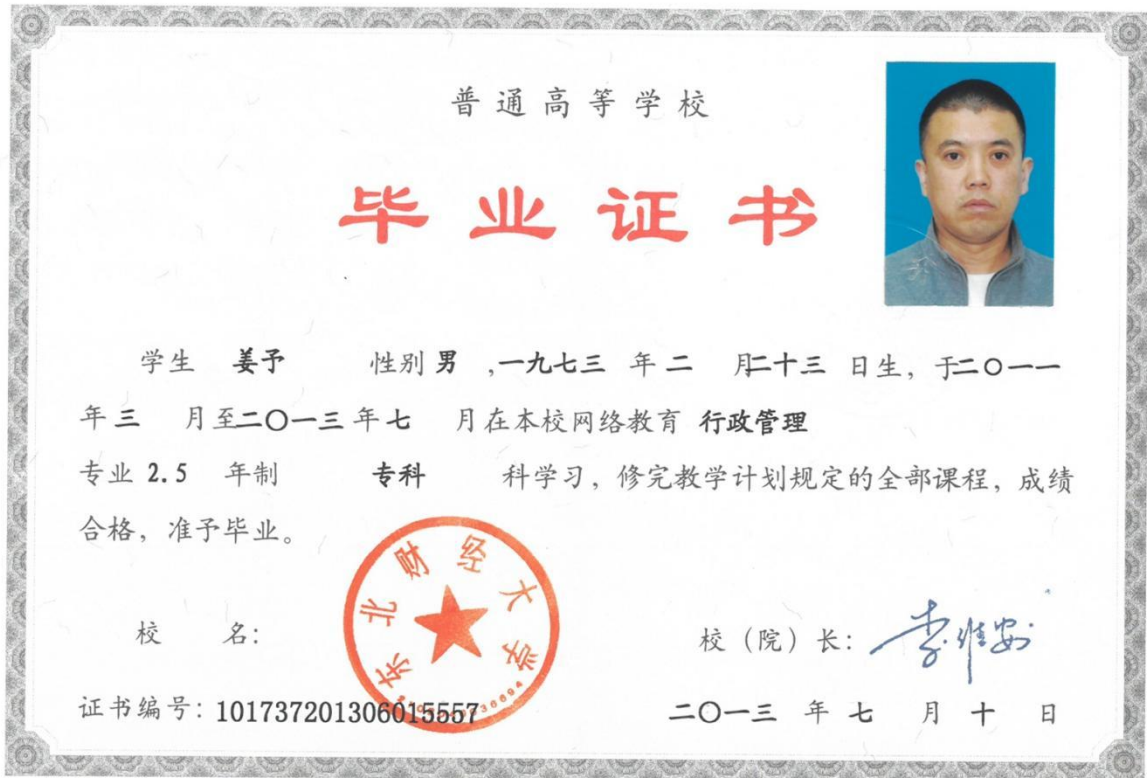 普通高等学校
毕业证书
学生 姜予 性别 男 ,一九七三 年 二 月二十三 日生，于二〇一一
年 三 月至二〇一三 年 七 月在本校网络教育 行政管理
专业 2.5 年制 专科 科学习，修完教学计划规定的全部课程，成绩
合格，准予毕业。
东北财经大学
校 名：
校（院）长：李维安
证书编号：101737201306015557
二〇一三 年 七 月 十 日